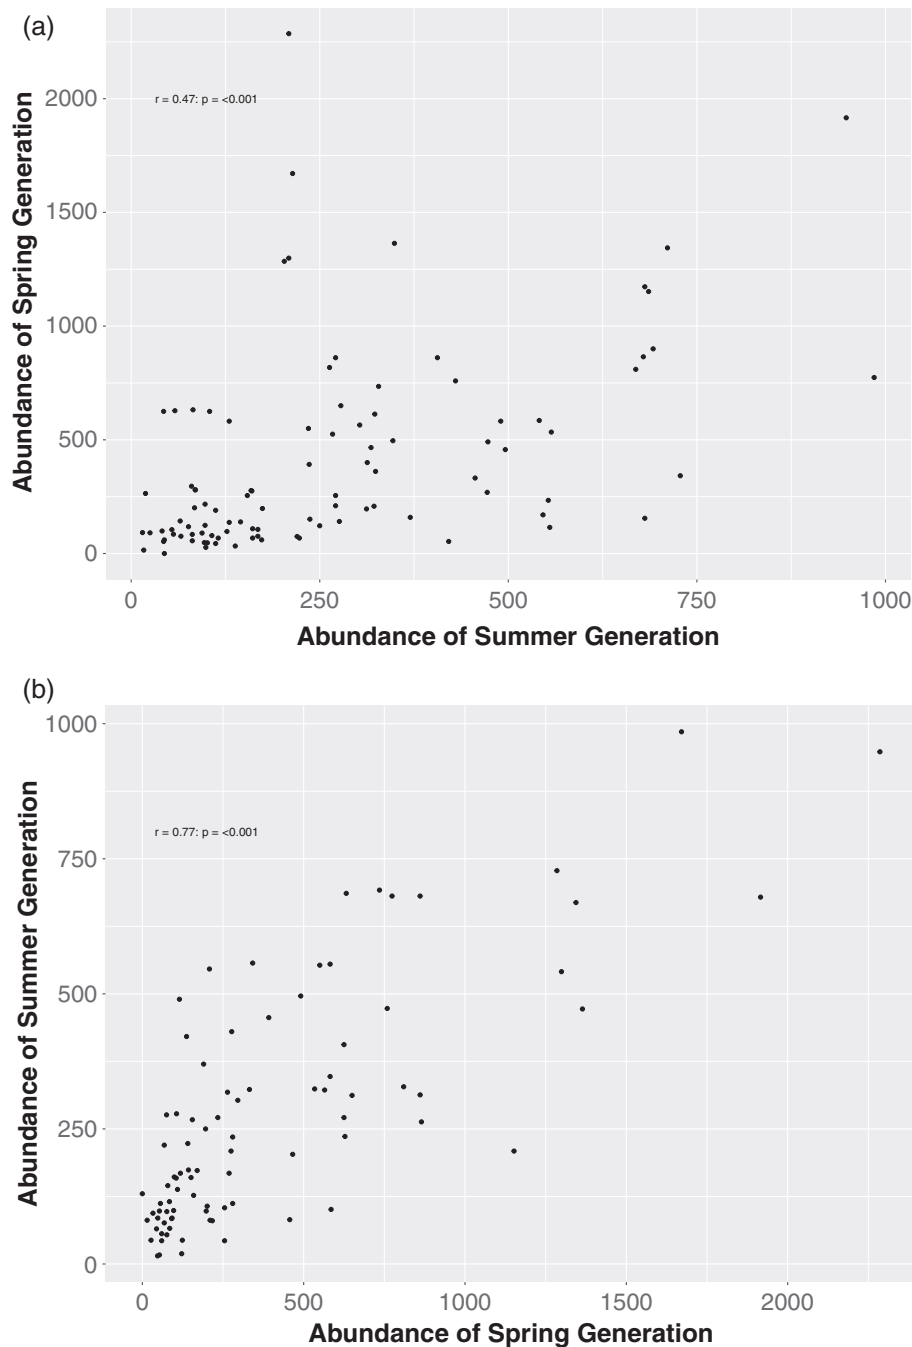 (a)
Abundance of Spring Generation
2000
1500
1000
500
0
r = 0.47: p = <0.001
0 250 500 750 1000
Abundance of Summer Generation
(b)
Abundance of Summer Generation
1000
750
500
250
0
r = 0.77: p = <0.001
0 500 1000 1500 2000
Abundance of Spring Generation